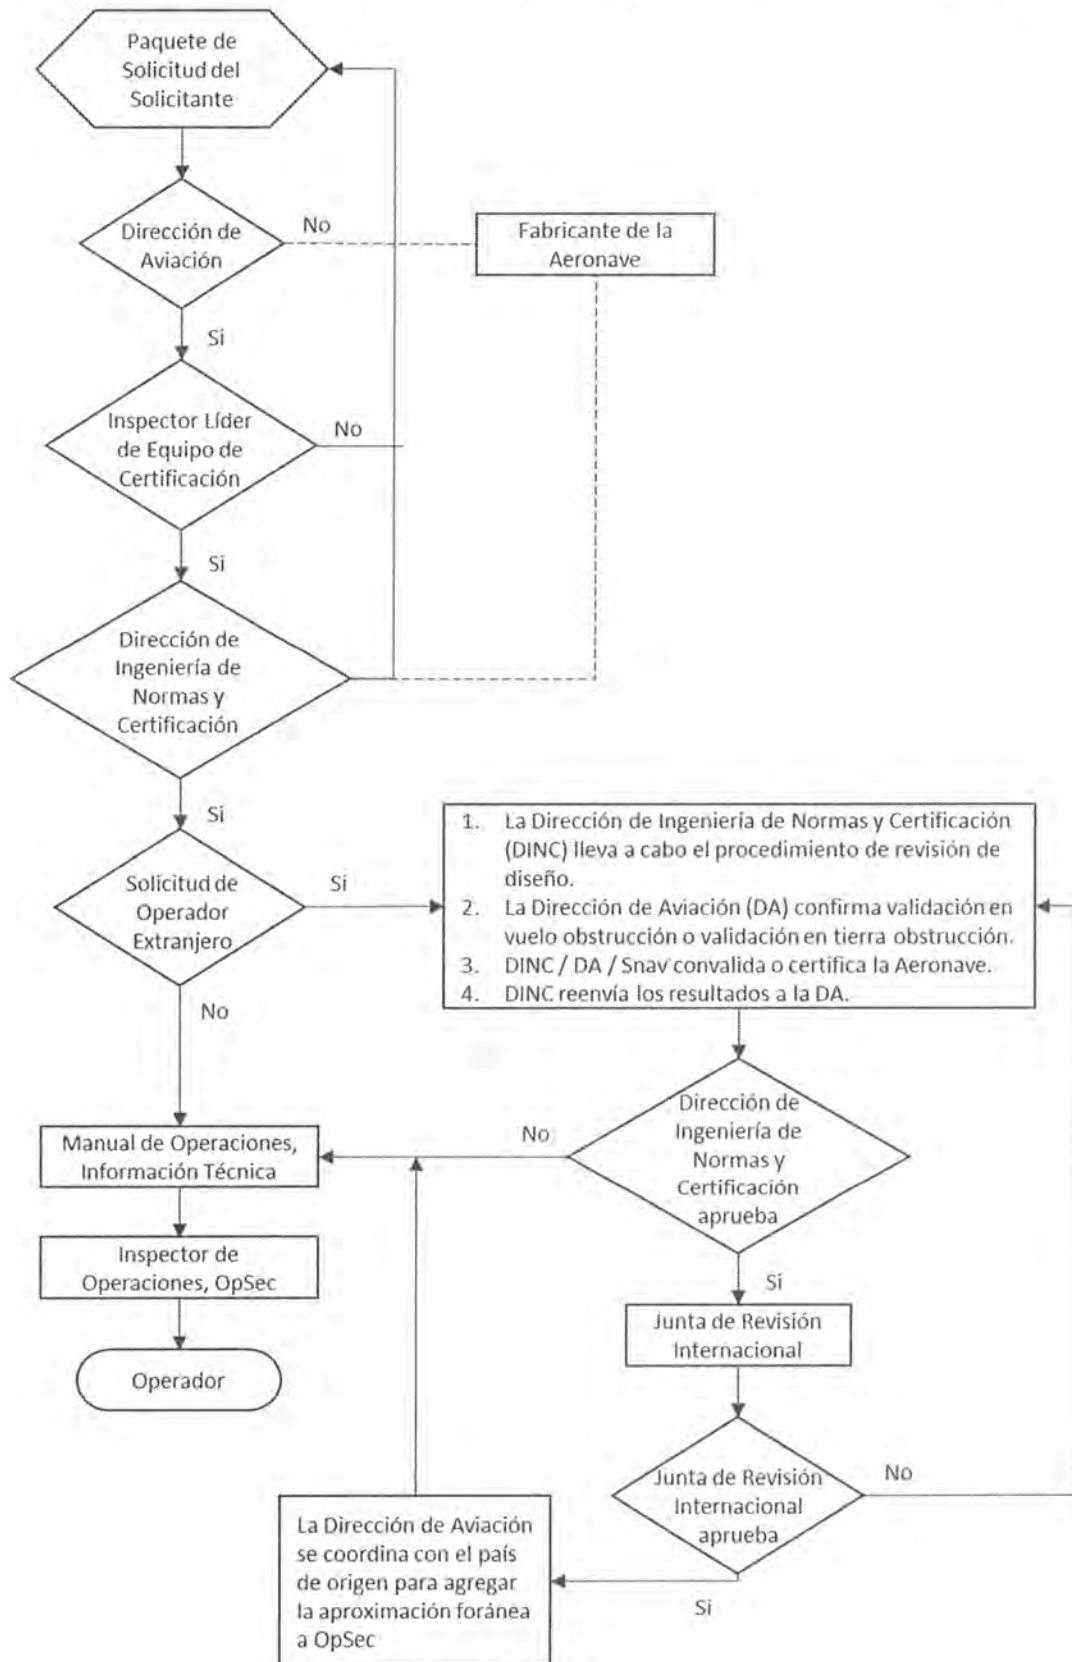 Paquete de
Solicitud del
Solicitante
Dirección de
Aviación
No
Fabricante de la
Aeronave
Si
Inspector Líder
de Equipo de
Certificación
No
Si
Dirección de
Ingeniería de
Normas y
Certificación
Si
Solicitud de
Operador
Extranjero
Si
1. La Dirección de Ingeniería de Normas y Certificación
(DINC) lleva a cabo el procedimiento de revisión de
diseño.
2. La Dirección de Aviación (DA) confirma validación en
vuelo obstrucción o validación en tierra obstrucción.
3. DINC / DA / Snav convalida o certifica la Aeronave.
4. DINC reenvía los resultados a la DA.
No
Dirección de
Ingeniería de
Normas y
Certificación
aprueba
No
Manual de Operaciones,
Información Técnica
Inspector de
Operaciones, OpSec
Operador
Si
Junta de Revisión
Internacional
Junta de Revisión
Internacional
aprueba
No
Si
La Dirección de Aviación
se coordina con el país
de origen para agregar
la aproximación foránea
a OpSec